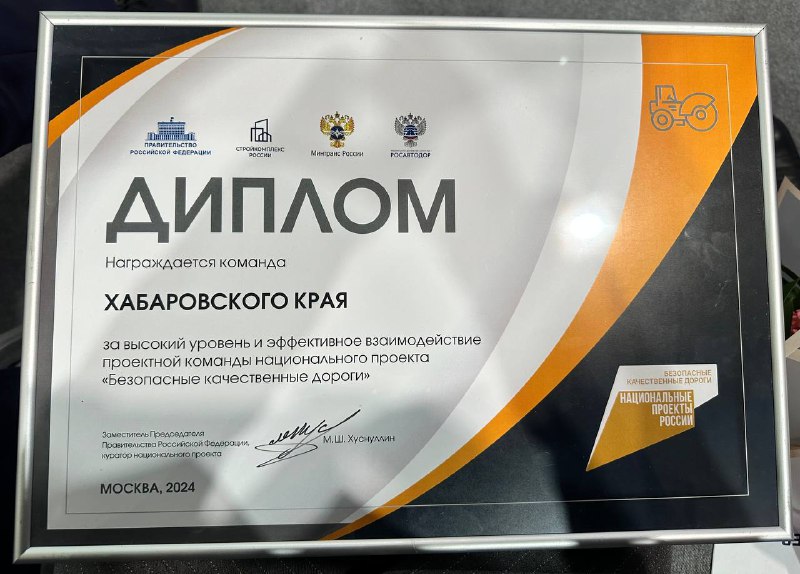 ПРАВИТЕЛЬСТВО
РОССИЙСКОЙ ФЕДЕРАЦИИ
СТРОЙКОМПЛЕКС
РОССИИ
Минтранс России
РОСАВТОДОР
ДИПЛОМ
Награждается команда
ХАБАРОВСКОГО КРАЯ
за высокий уровень и эффективное взаимодействие
проектной команды национального проекта
«Безопасные качественные дороги»
БЕЗОПАСНЫЕ
КАЧЕСТВЕННЫЕ ДОРОГИ
НАЦИОНАЛЬНЫЕ
ПРОЕКТЫ
РОССИИ
Заместитель Председателя
Правительства Российской Федерации,
куратор национального проекта
М.Ш. Хуснуллин
МОСКВА, 2024